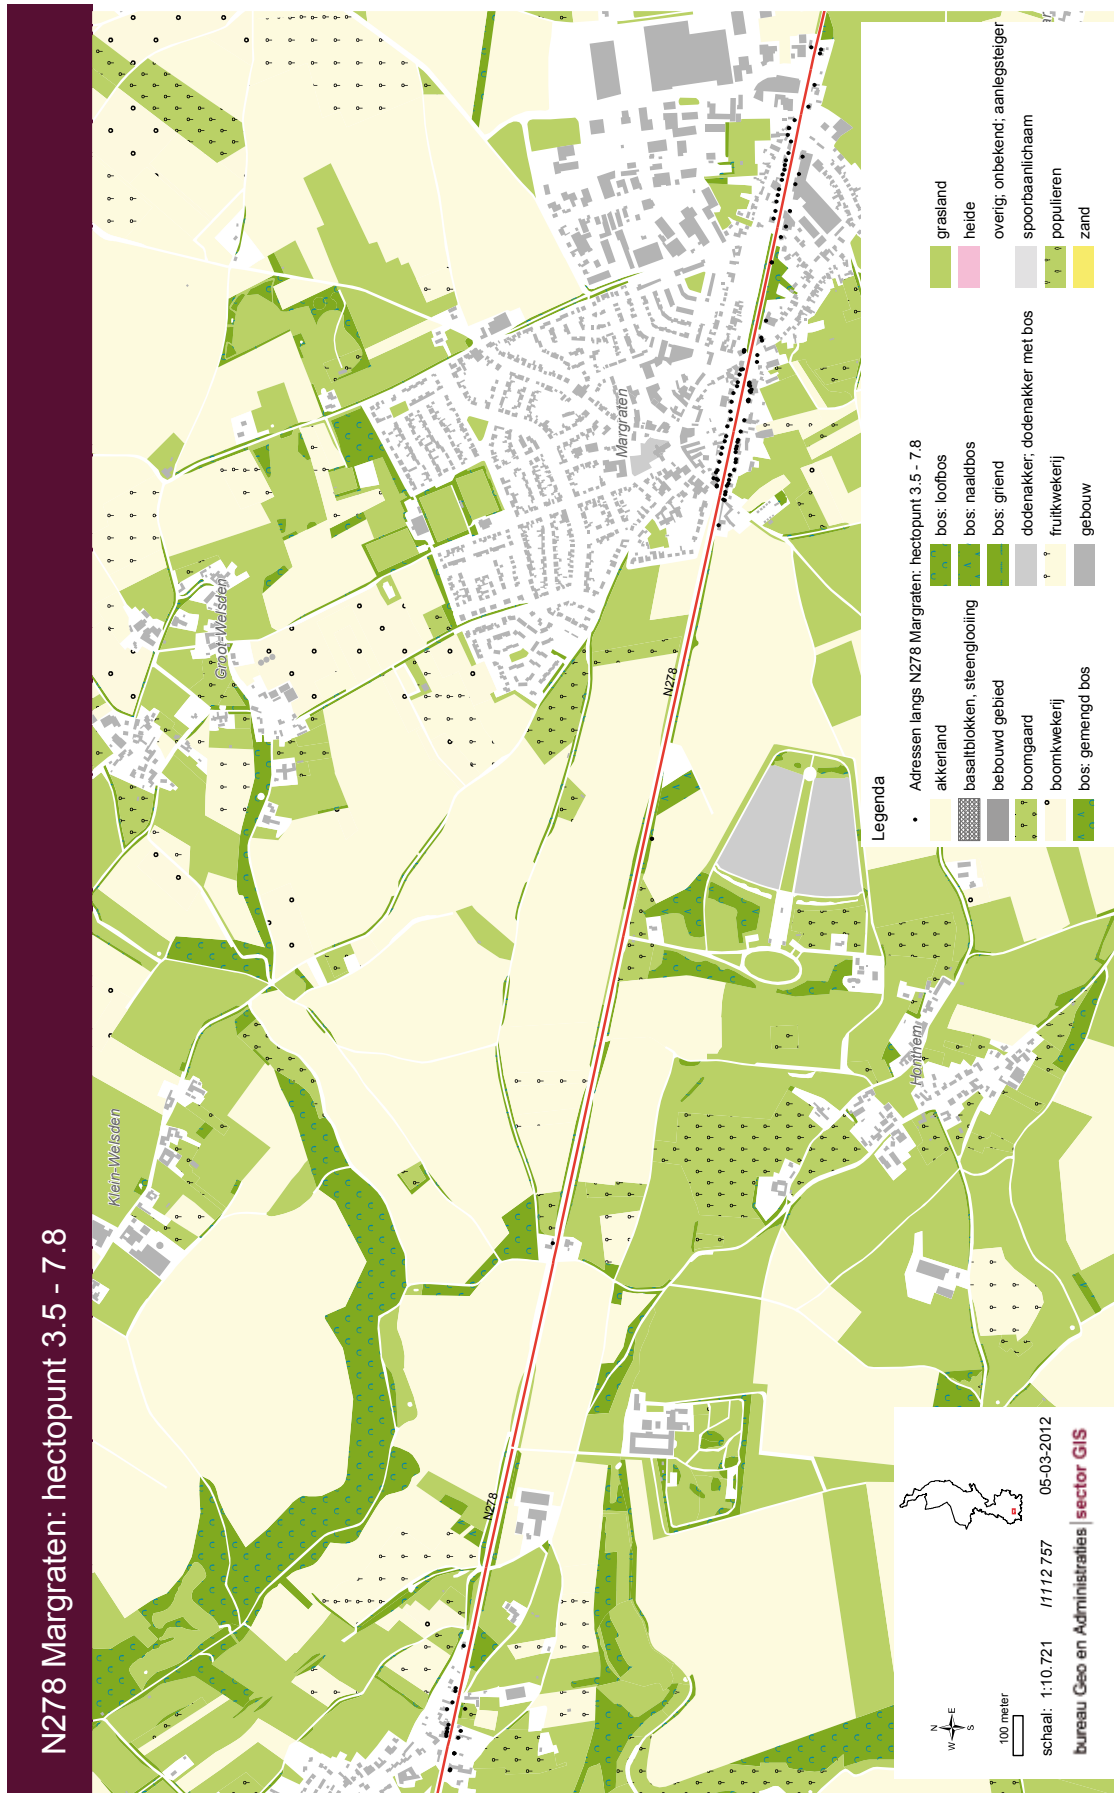 N278 Margraten: hectopunt 3.5 - 7.8
Klein-Welsden
Groot-Welsden
Margraten
N278
N278
Honthem
Legenda
Adressen langs N278 Margraten: hectopunt 3.5 - 7.8
akkerland
basaltblokken, steenglooiing
bebouwd gebied
boomgaard
boomkwekerij
bos: gemengd bos
bos: loofbos
bos: naaldbos
bos: griend
dodenakker; dodenakker met bos
fruitkwekerij
gebouw
grasland
heide
overig; onbekend; aanlegsteiger
spoorbaanlichaam
populieren
zand
N
W E
S
100 meter
schaal: 1:10.721 I1112757 05-03-2012
bureau Geo en Administraties | sector GIS